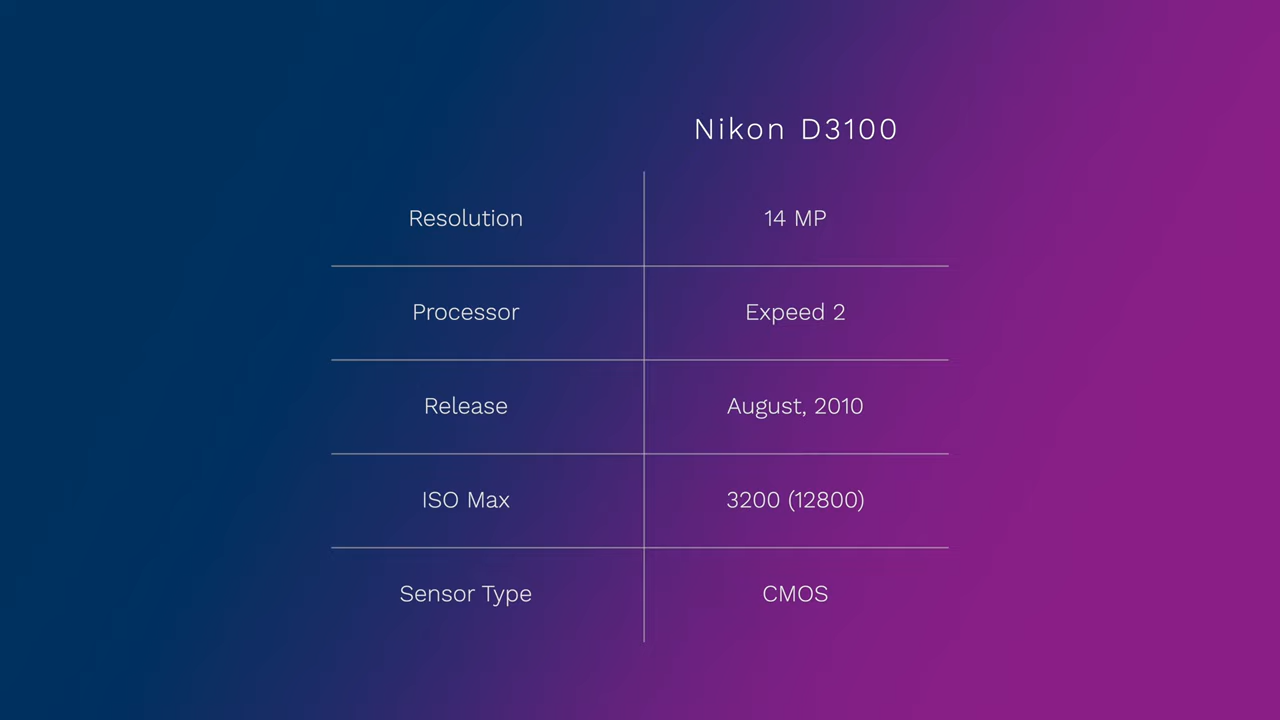 Nikon D3100
Resolution 14 MP
Processor Expeed 2
Release August, 2010
ISO Max 3200 (12800)
Sensor Type CMOS